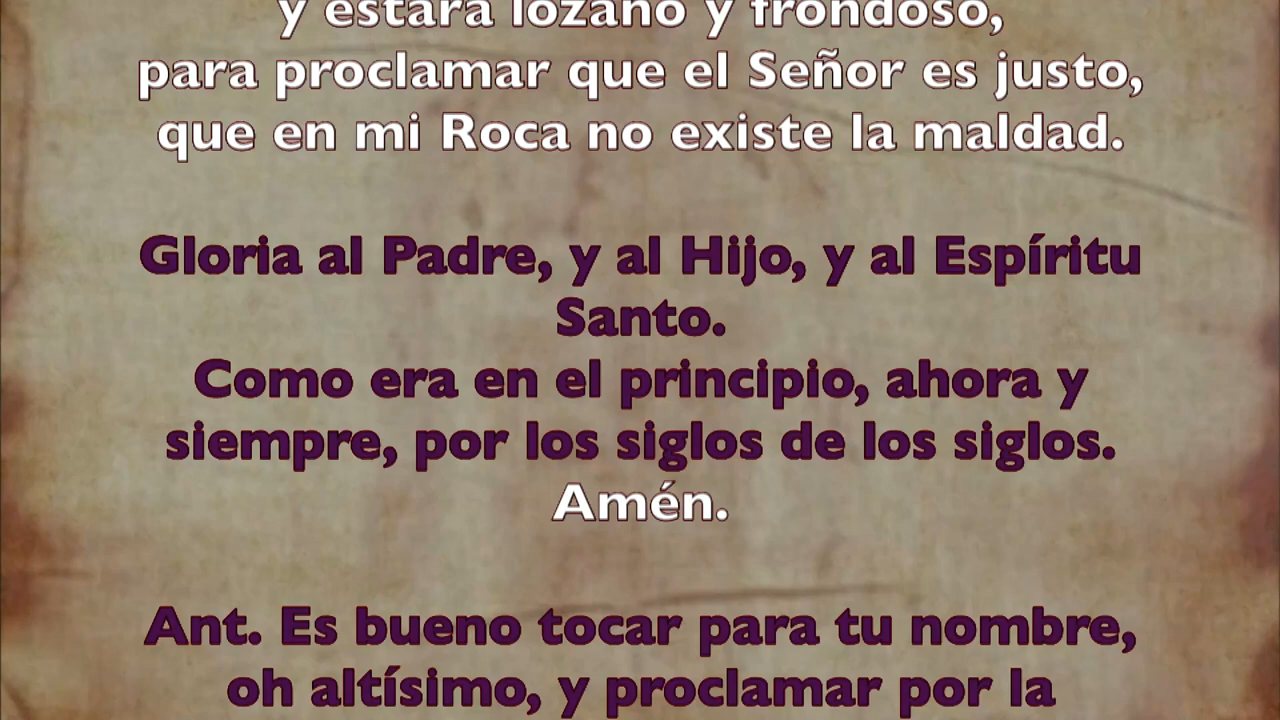 y estará lozano y frondoso,
para proclamar que el Señor es justo,
que en mi Roca no existe la maldad.
Gloria al Padre, y al Hijo, y al Espíritu
Santo.
Como era en el principio, ahora y
siempre, por los siglos de los siglos.
Amén.
Ant. Es bueno tocar para tu nombre,
oh altísimo, y proclamar por la